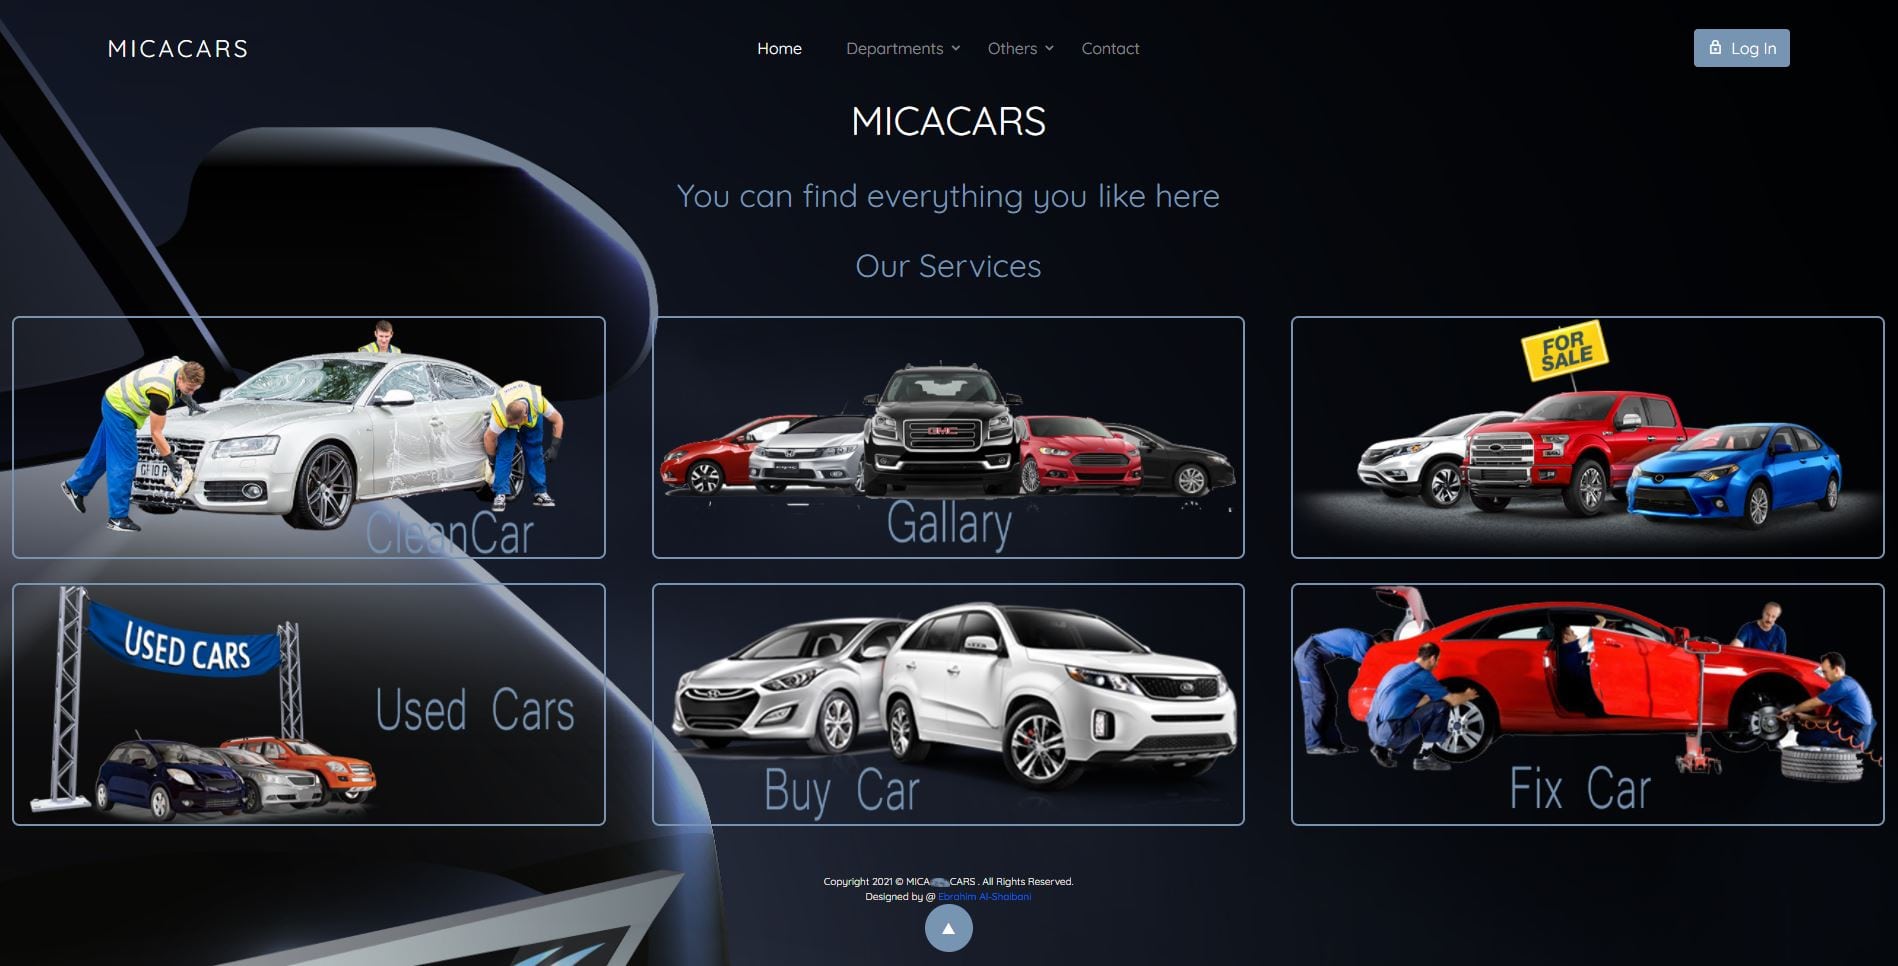 MICACARS
Home Departments Others Contact
Log In
MICACARS
You can find everything you like here
Our Services
CleanCar
GMC
Gallary
FOR
SALE
USED CARS
Used Cars
Buy Car
Fix Car
Copyright 2021 © MICA CARS . All Rights Reserved.
Designed by @ Ebrahim Al-Shaibani